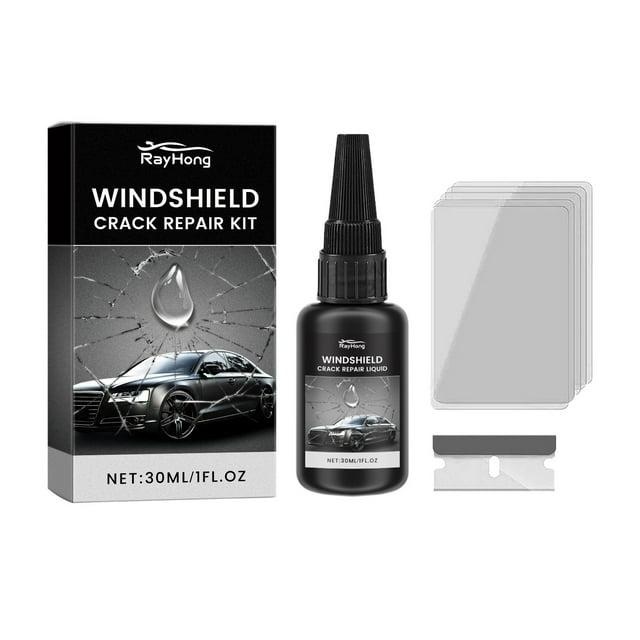 RayHong
WINDSHIELD
CRACK REPAIR KIT
NET:30ML/1FL.OZ
RayHong
WINDSHIELD
CRACK REPAIR LIQUID
NET:30ML/1FL.OZ